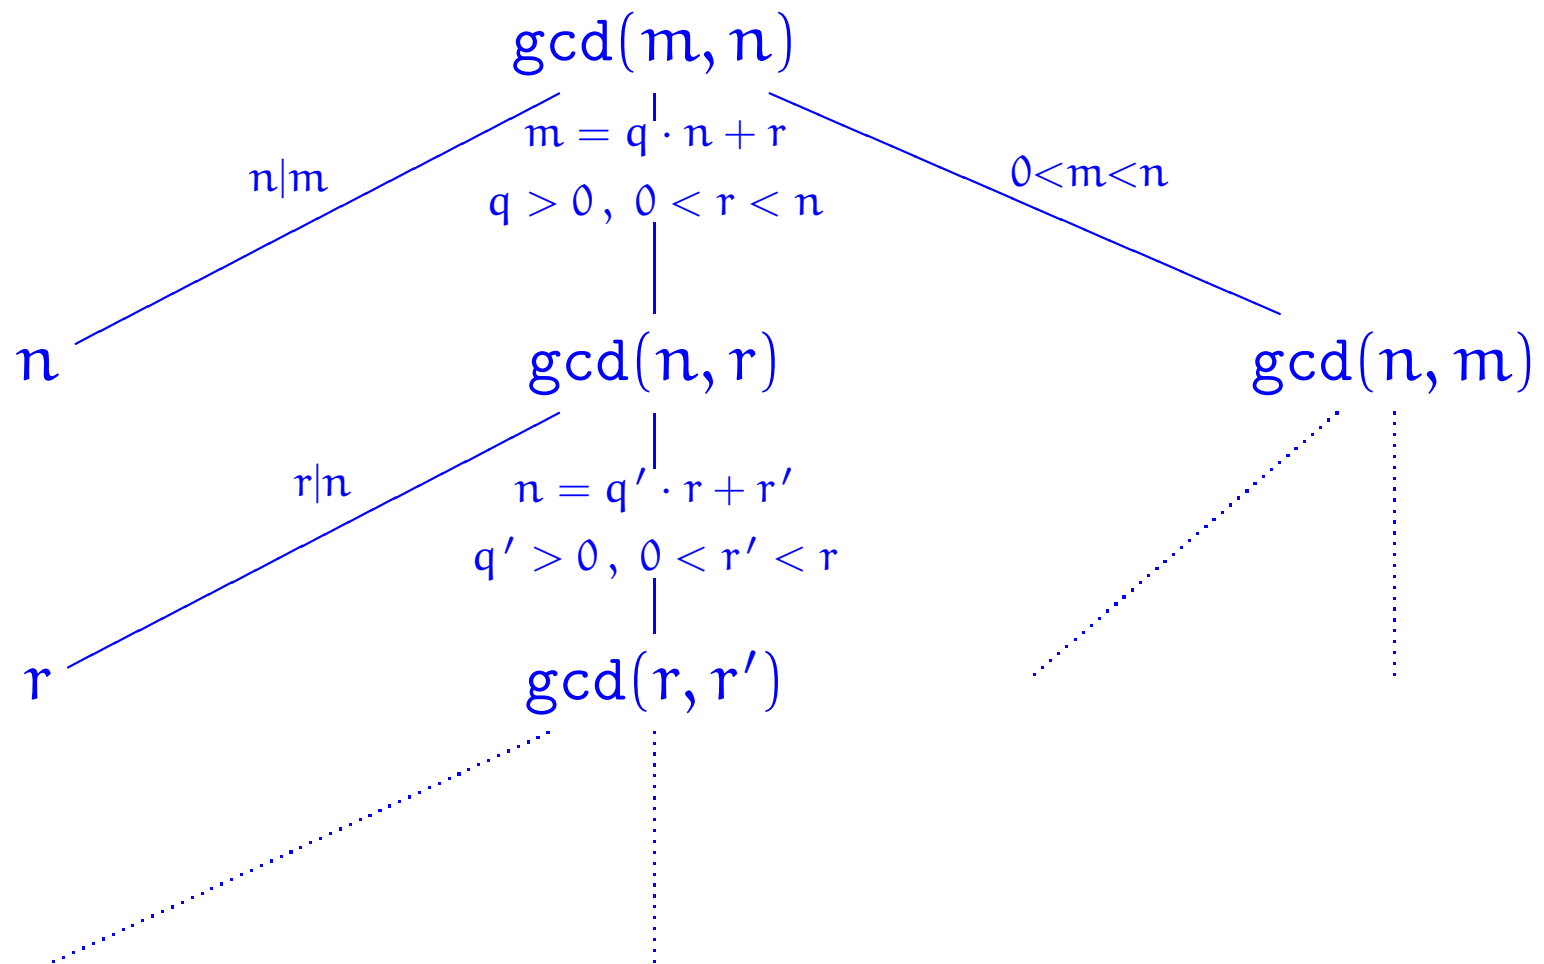 gcd(m, n)
m = q · n + r
n|m
0<m<n
q > 0 , 0 < r < n
n
gcd(n, r)
gcd(n, m)
r|n
n = q′ · r + r′
q′ > 0 , 0 < r′ < r
r
gcd(r, r′)